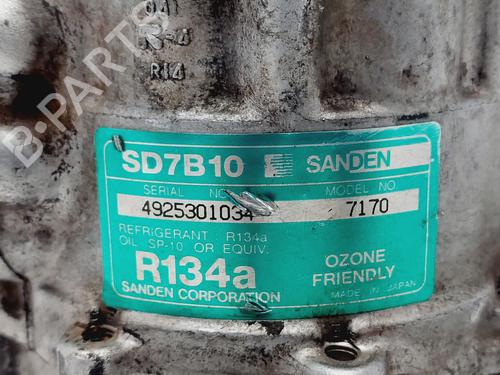 R14
B-PARTS
SD7B10 SANDEN
SERIAL NO. MODEL NO.
4925301034 7170
REFRIGERANT R134a
OIL SP-10 OR EQUIV.
R134a
OZONE
FRIENDLY
SANDEN CORPORATION
MADE IN JAPAN